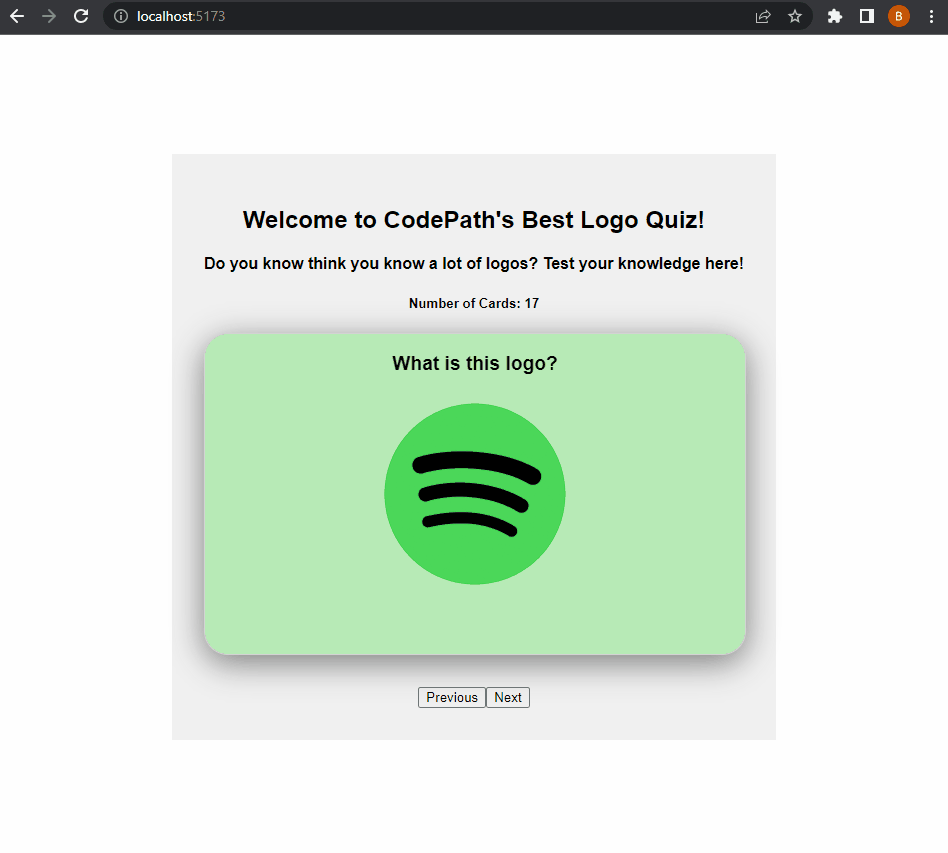 localhost:5173
B
Welcome to CodePath's Best Logo Quiz!
Do you know think you know a lot of logos? Test your knowledge here!
Number of Cards: 17
What is this logo?
Previous Next